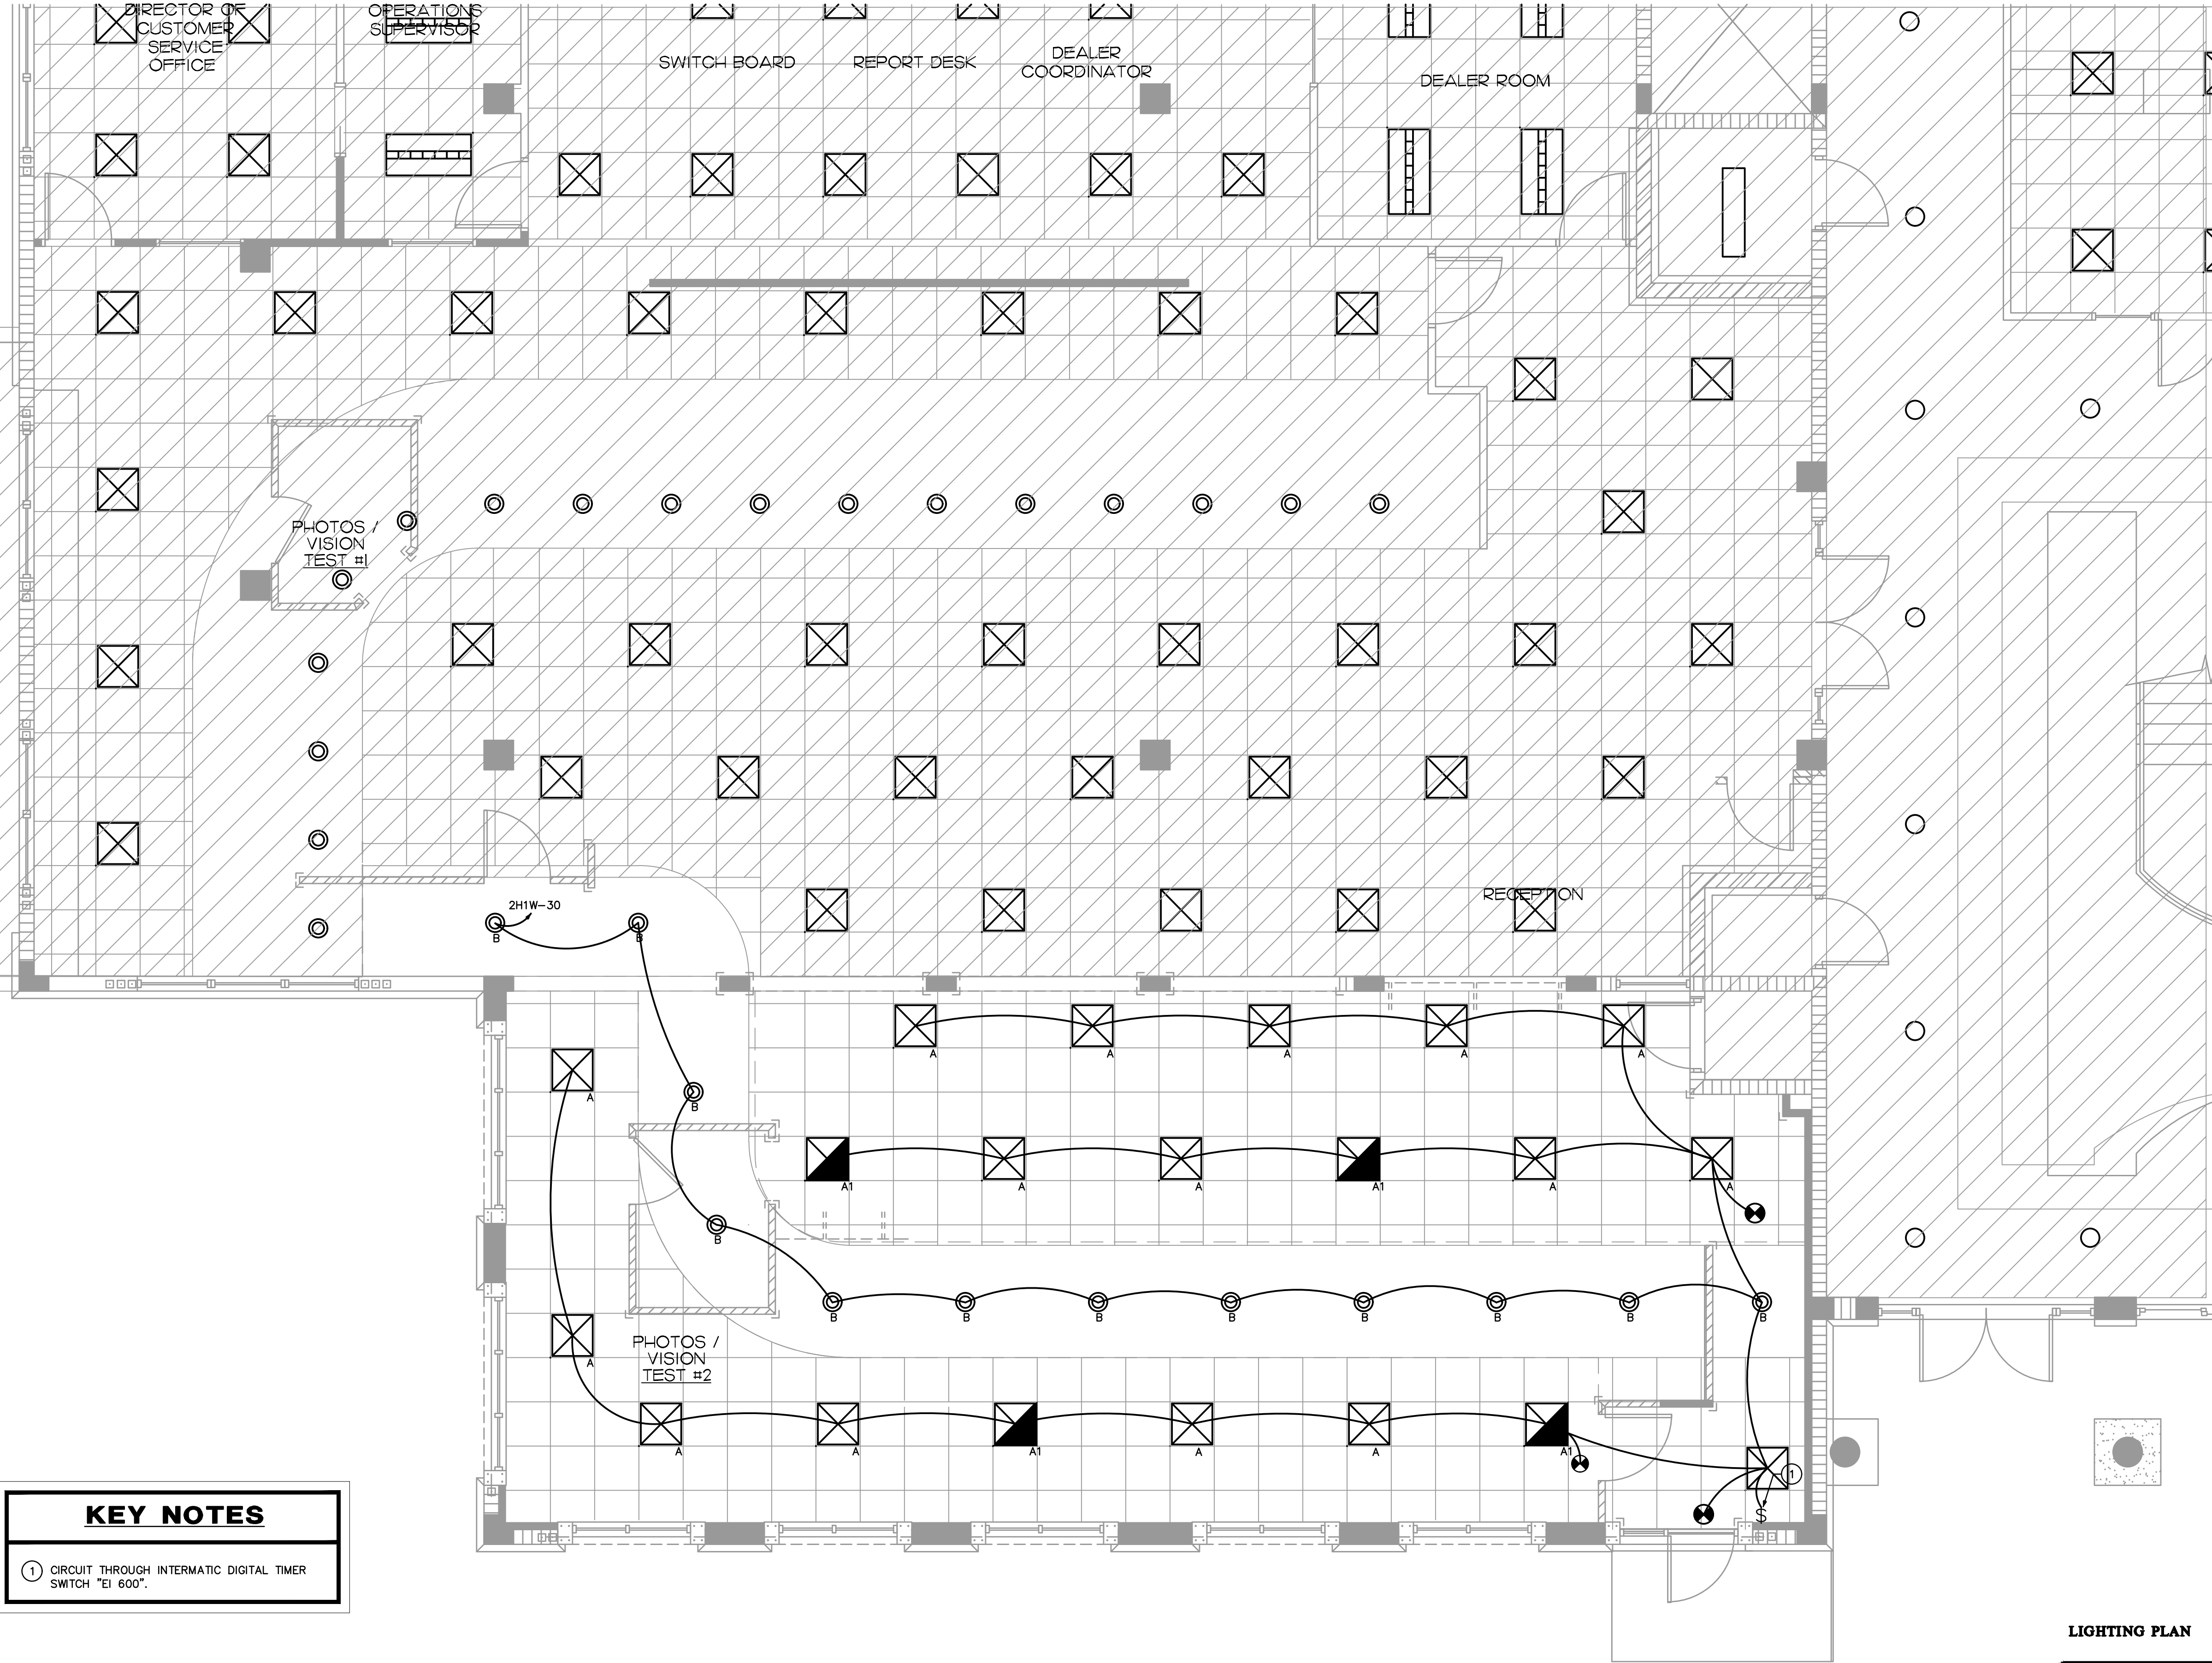 DIRECTOR OF
CUSTOMER
SERVICE
OFFICE
OPERATIONS
SUPERVISOR
SWITCH BOARD
REPORT DESK
DEALER
COORDINATOR
DEALER ROOM
PHOTOS /
VISION
TEST #1
RECEPTION
2H1W-30
B
B
A
A
A
A
A
A
B
A1
A
A
A1
A
A
B
B
B
B
B
B
B
B
B
A
PHOTOS /
VISION
TEST #2
A
A
A1
A
A
A1
1
S
KEY NOTES
1 CIRCUIT THROUGH INTERMATIC DIGITAL TIMER
SWITCH "EI 600".
LIGHTING PLAN